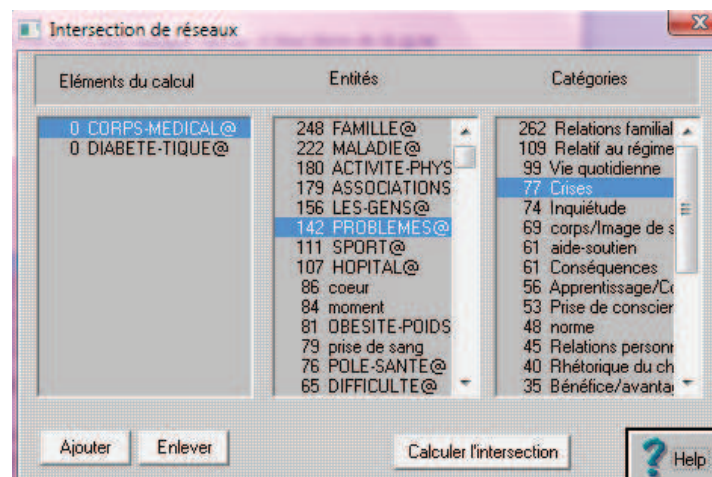 Intersection de réseaux
Eléments du calcul
Entités
Catégories
0 CORPS-MEDICAL@
0 DIABETE-TIQUE@
248 FAMILLE@
222 MALADIE@
180 ACTIVITE-PHYS
179 ASSOCIATIONS
156 LES-GENS@
142 PROBLEMES@
111 SPORT@
107 HOPITAL@
86 coeur
84 moment
81 OBESITE-POIDS
79 prise de sang
76 POLE-SANTE@
65 DIFFICULTE@
262 Relations familial
109 Relatif au régime
99 Vie quotidienne
77 Crises
74 Inquiétude
69 corps/Image de s
61 aide-soutien
61 Conséquences
56 Apprentissage/Co
53 Prise de conscien
48 norme
45 Relations personn
40 Rhétorique du ch
35 Bénéfice/avanta
Ajouter
Enlever
Calculer l'intersection
Help